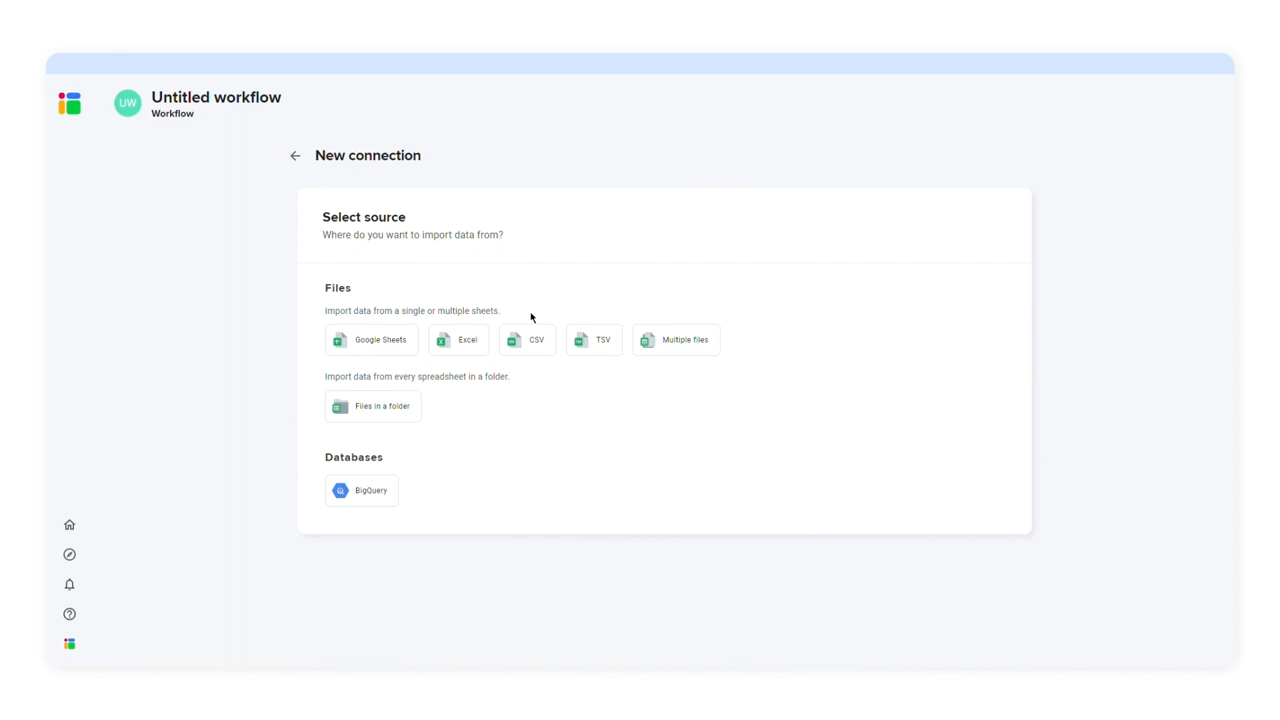 UW
Untitled workflow
Workflow
New connection
Select source
Where do you want to import data from?
Files
Import data from a single or multiple sheets.
Google Sheets
Excel
CSV
TSV
Multiple files
Import data from every spreadsheet in a folder.
Files in a folder
Databases
BigQuery